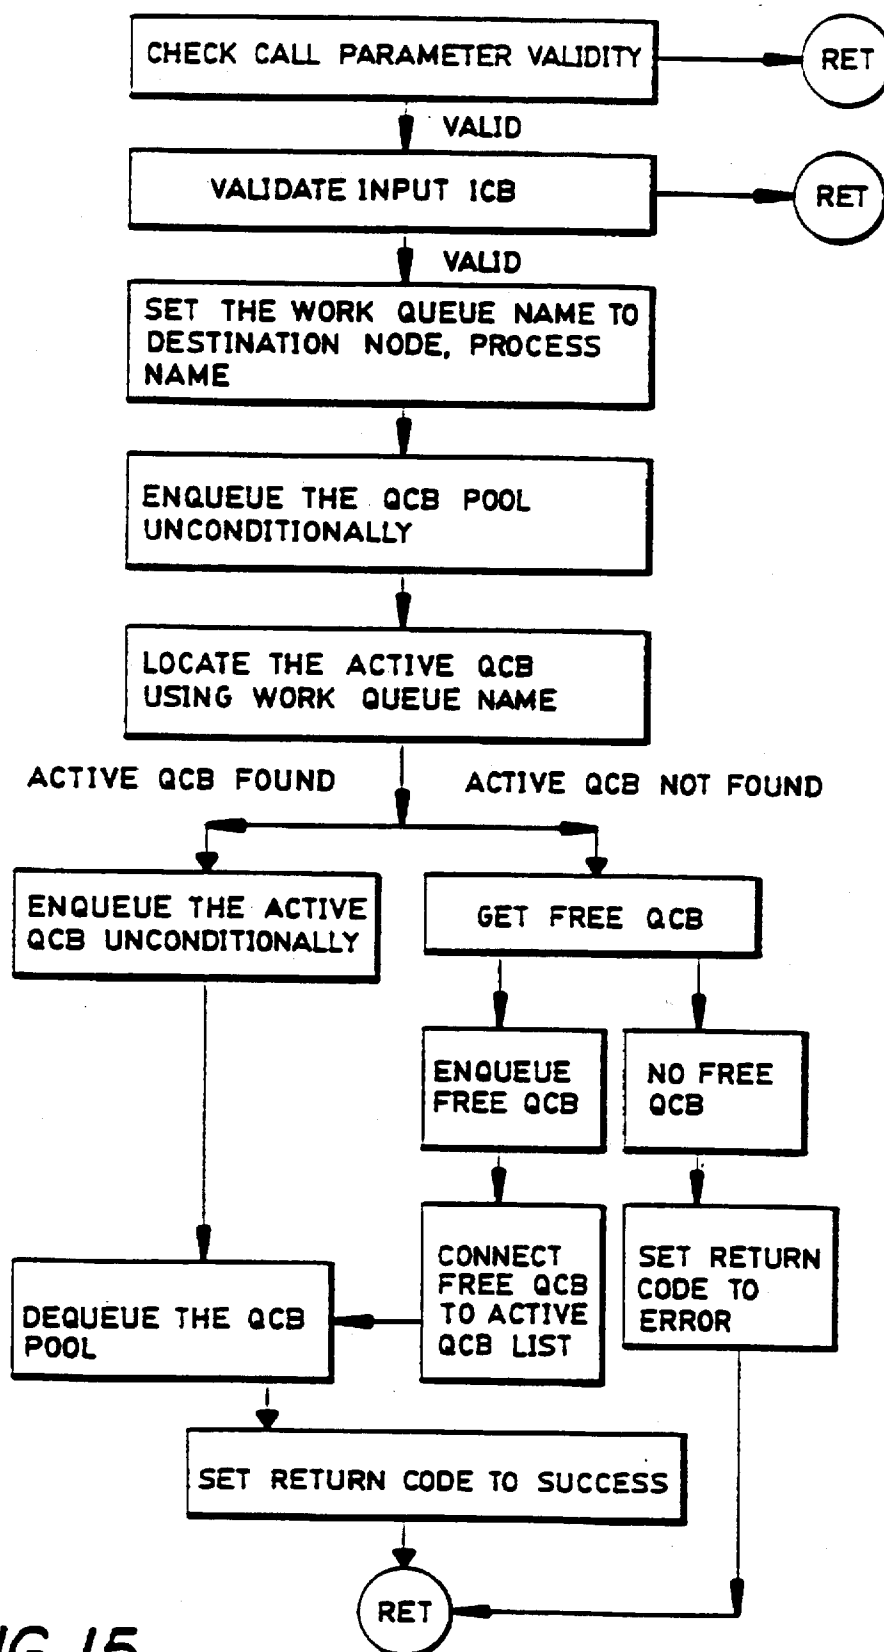 CHECK CALL PARAMETER VALIDITY
RET
VALID
VALIDATE INPUT ICB
RET
VALID
SET THE WORK QUEUE NAME TO
DESTINATION NODE, PROCESS
NAME
ENQUEUE THE QCB POOL
UNCONDITIONALLY
LOCATE THE ACTIVE QCB
USING WORK QUEUE NAME
ACTIVE QCB FOUND
ACTIVE QCB NOT FOUND
ENQUEUE THE ACTIVE
QCB UNCONDITIONALLY
GET FREE QCB
ENQUEUE
FREE QCB
NO FREE
QCB
CONNECT
FREE QCB
TO ACTIVE
QCB LIST
SET RETURN
CODE TO
ERROR
DEQUEUE THE QCB
POOL
SET RETURN CODE TO SUCCESS
RET
15